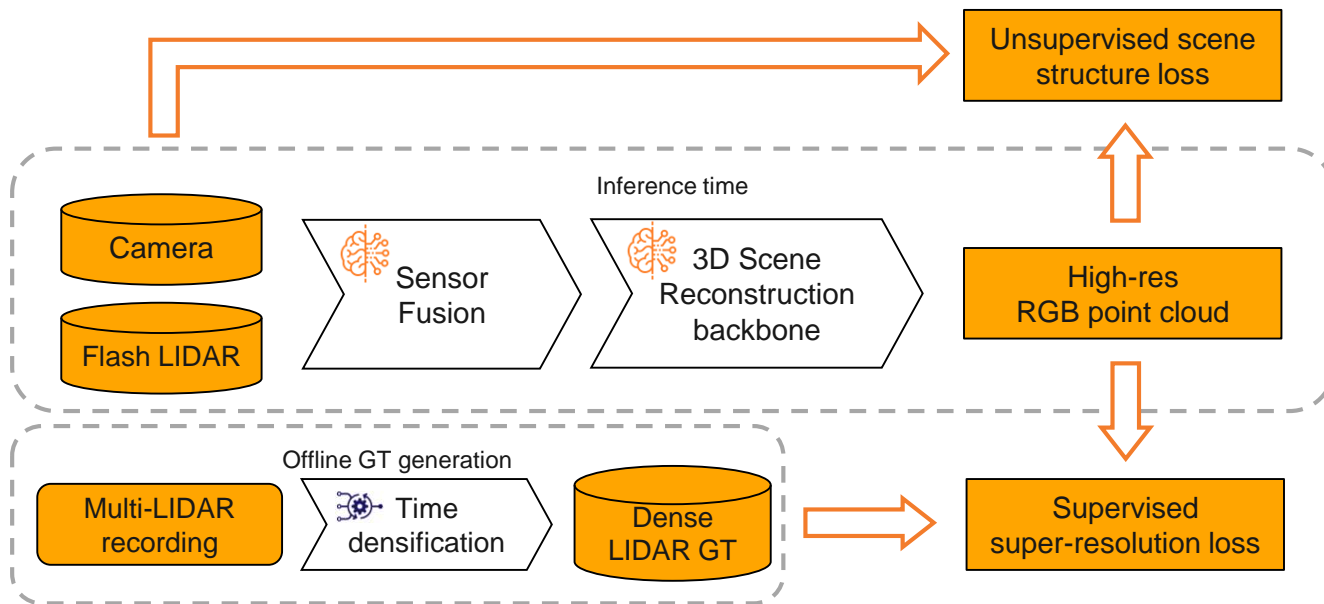 Unsupervised scene
structure loss
Inference time
Camera
Flash LIDAR
Sensor
Fusion
3D Scene
Reconstruction
backbone
High-res
RGB point cloud
Offline GT generation
Multi-LIDAR
recording
Time
densification
Dense
LIDAR GT
Supervised
super-resolution loss